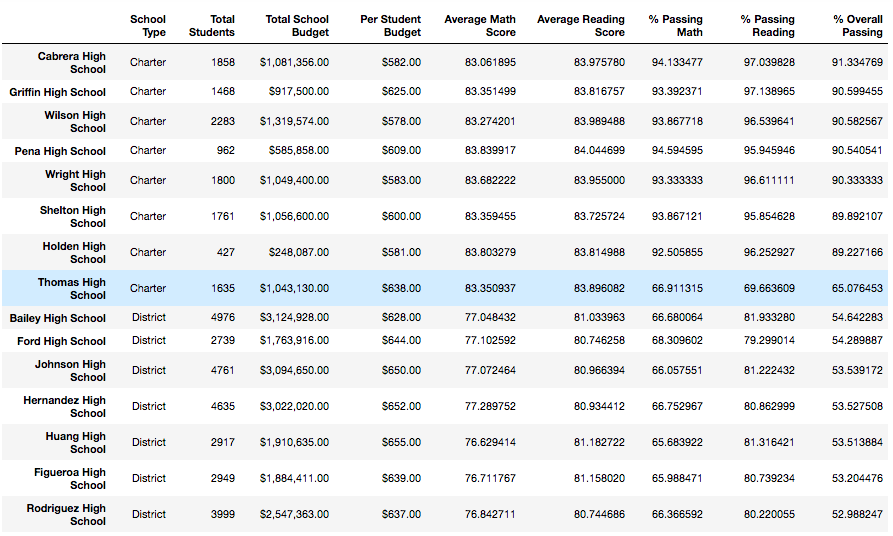 School Type Total Students Total School Budget Per Student Budget Average Math Score Average Reading Score % Passing Math % Passing Reading % Overall Passing
Cabrera High School Charter 1858 $1,081,356.00 $582.00 83.061895 83.975780 94.133477 97.039828 91.334769
Griffin High School Charter 1468 $917,500.00 $625.00 83.351499 83.816757 93.392371 97.138965 90.599455
Wilson High School Charter 2283 $1,319,574.00 $578.00 83.274201 83.989488 93.867718 96.539641 90.582567
Pena High School Charter 962 $585,858.00 $609.00 83.839917 84.044699 94.594595 95.945946 90.540541
Wright High School Charter 1800 $1,049,400.00 $583.00 83.682222 83.955000 93.333333 96.611111 90.333333
Shelton High School Charter 1761 $1,056,600.00 $600.00 83.359455 83.725724 93.867121 95.854628 89.892107
Holden High School Charter 427 $248,087.00 $581.00 83.803279 83.814988 92.505855 96.252927 89.227166
Thomas High School Charter 1635 $1,043,130.00 $638.00 83.350937 83.896082 66.911315 69.663609 65.076453
Bailey High School District 4976 $3,124,928.00 $628.00 77.048432 81.033963 66.680064 81.933280 54.642283
Ford High School District 2739 $1,763,916.00 $644.00 77.102592 80.746258 68.309602 79.299014 54.289887
Johnson High School District 4761 $3,094,650.00 $650.00 77.072464 80.966394 66.057551 81.222432 53.539172
Hernandez High School District 4635 $3,022,020.00 $652.00 77.289752 80.934412 66.752967 80.862999 53.527508
Huang High School District 2917 $1,910,635.00 $655.00 76.629414 81.182722 65.683922 81.316421 53.513884
Figueroa High School District 2949 $1,884,411.00 $639.00 76.711767 81.158020 65.988471 80.739234 53.204476
Rodriguez High School District 3999 $2,547,363.00 $637.00 76.842711 80.744686 66.366592 80.220055 52.988247